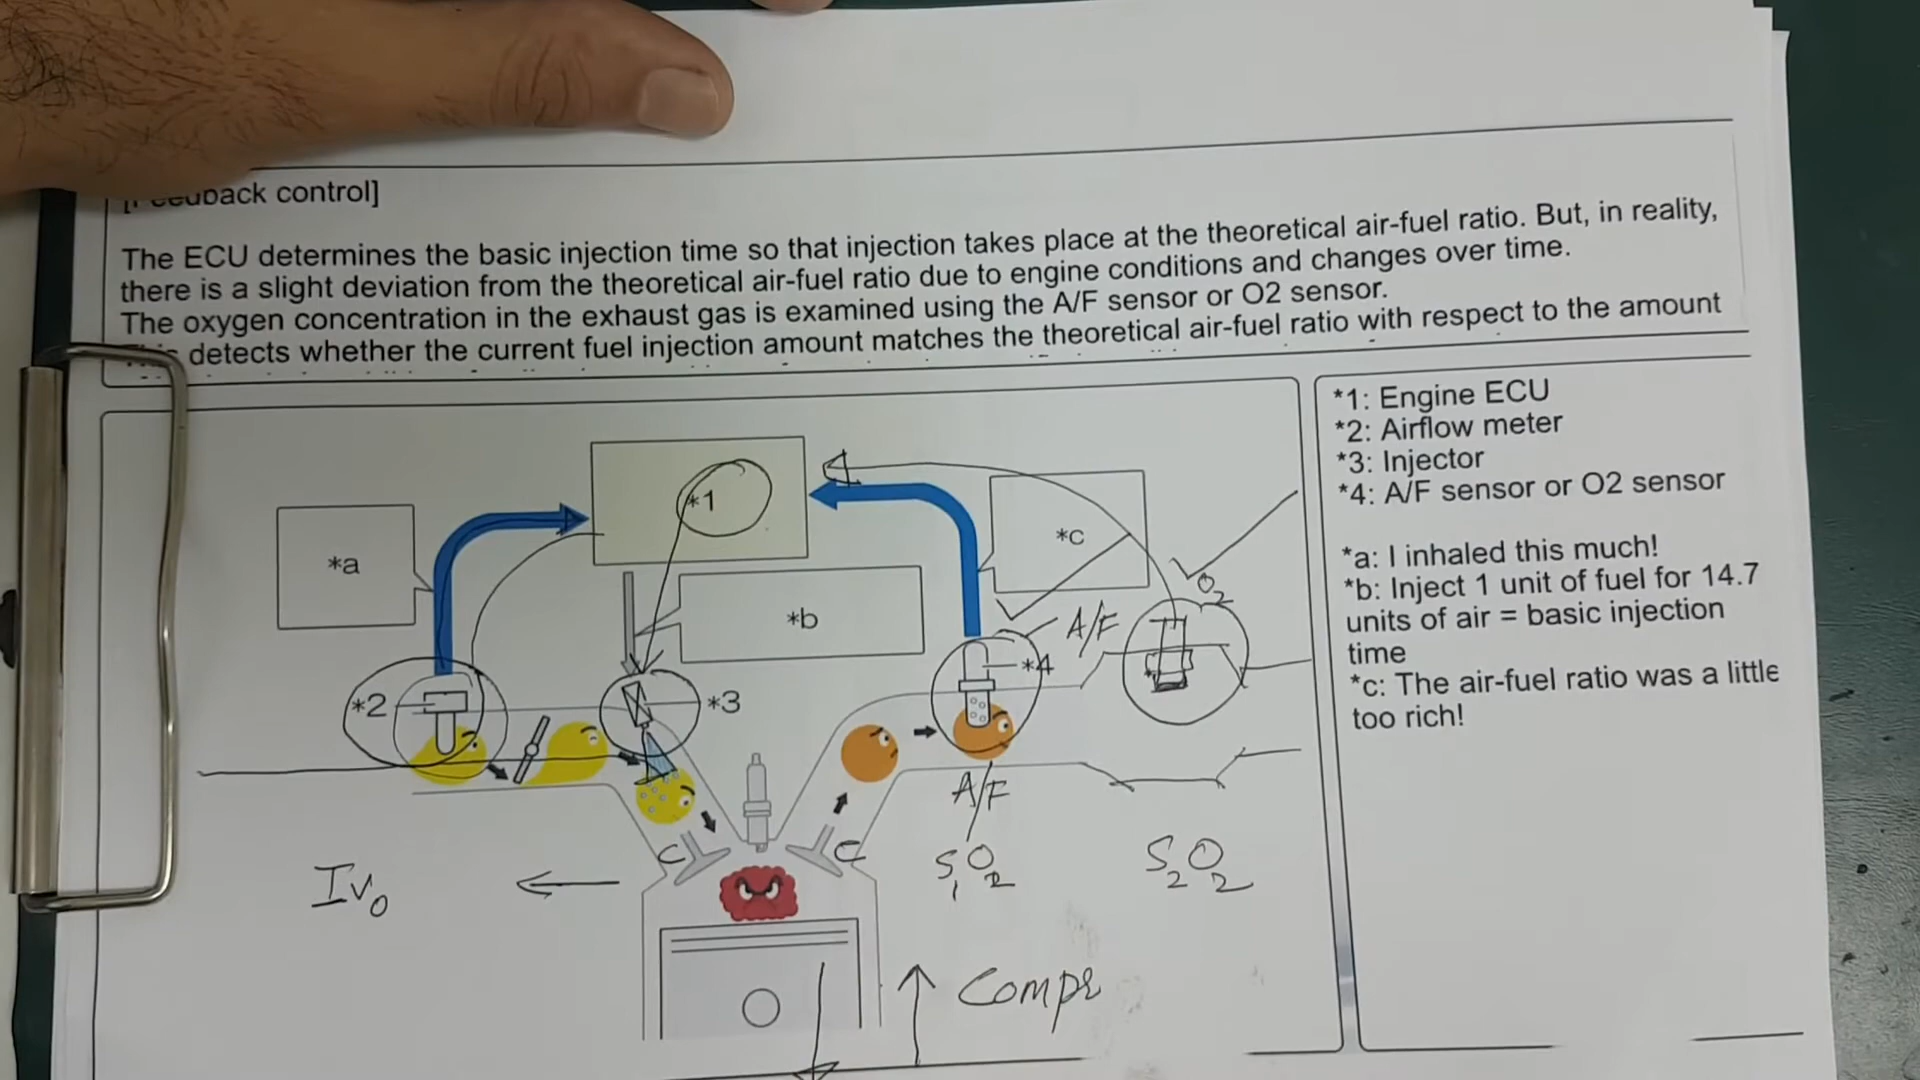 back control]
The ECU determines the basic injection time so that injection takes place at the theoretical air-fuel ratio. But, in reality,
there is a slight deviation from the theoretical air-fuel ratio due to engine conditions and changes over time.
The oxygen concentration in the exhaust gas is examined using the A/F sensor or O2 sensor.
detects whether the current fuel injection amount matches the theoretical air-fuel ratio with respect to the amount
*1
*a
*b
*c
*2
*3
*4
A/F
O2
A/F
C
C
S1O2
S2O2
IVO
Compr
*1: Engine ECU
*2: Airflow meter
*3: Injector
*4: A/F sensor or O2 sensor
*a: I inhaled this much!
*b: Inject 1 unit of fuel for 14.7
units of air = basic injection
time
*c: The air-fuel ratio was a little
too rich!